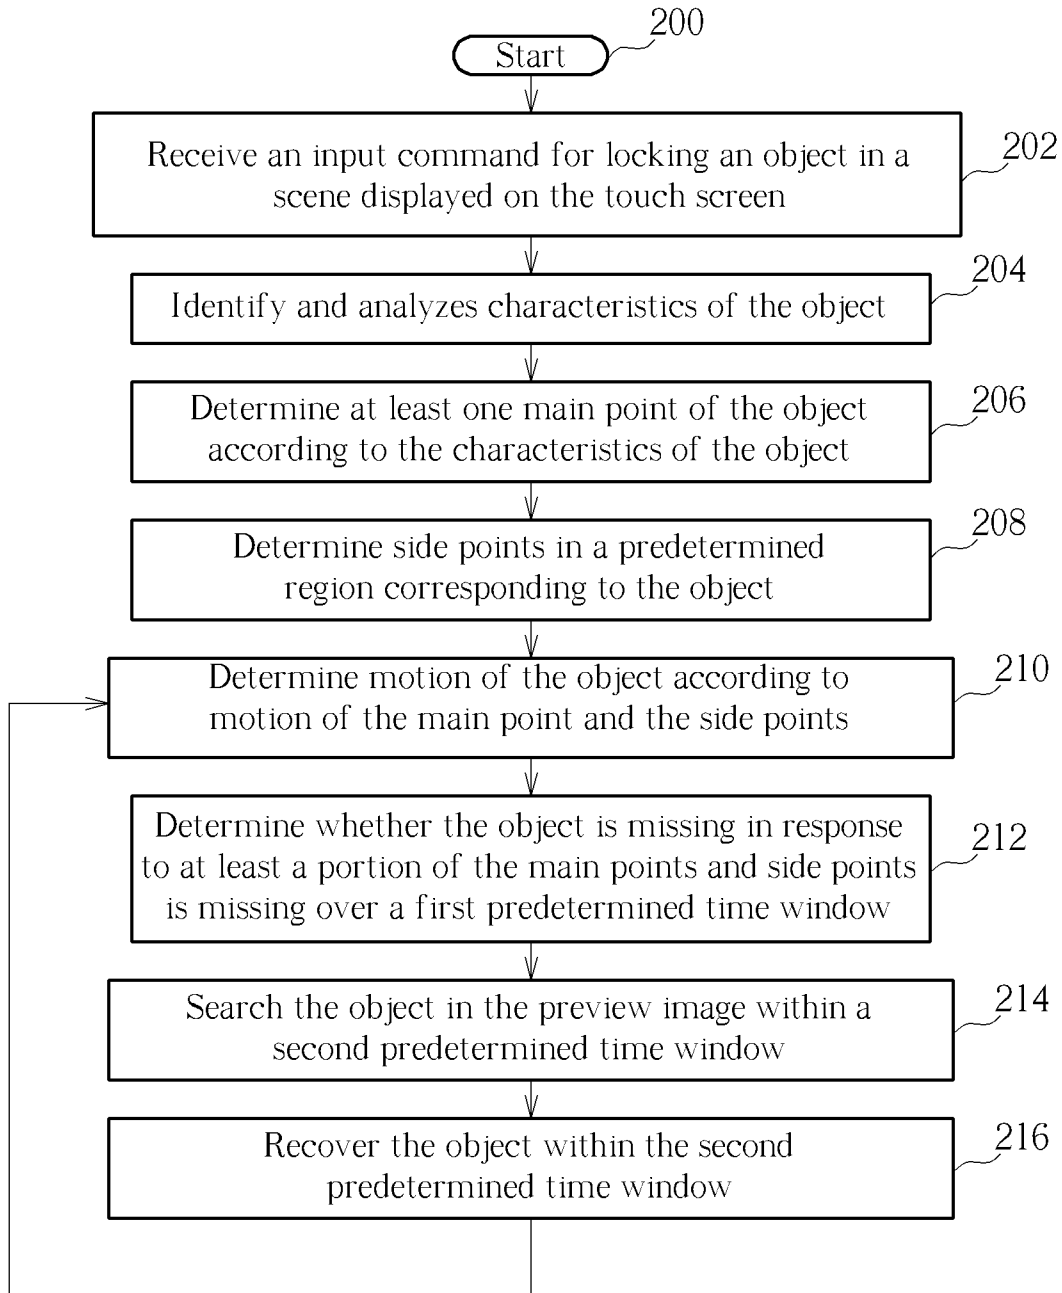 200
Start
Receive an input command for locking an object in a
scene displayed on the touch screen
202
Identify and analyzes characteristics of the object
204
Determine at least one main point of the object
according to the characteristics of the object
206
Determine side points in a predetermined
region corresponding to the object
208
Determine motion of the object according to
motion of the main point and the side points
210
Determine whether the object is missing in response
to at least a portion of the main points and side points
is missing over a first predetermined time window
212
Search the object in the preview image within a
second predetermined time window
214
Recover the object within the second
predetermined time window
216